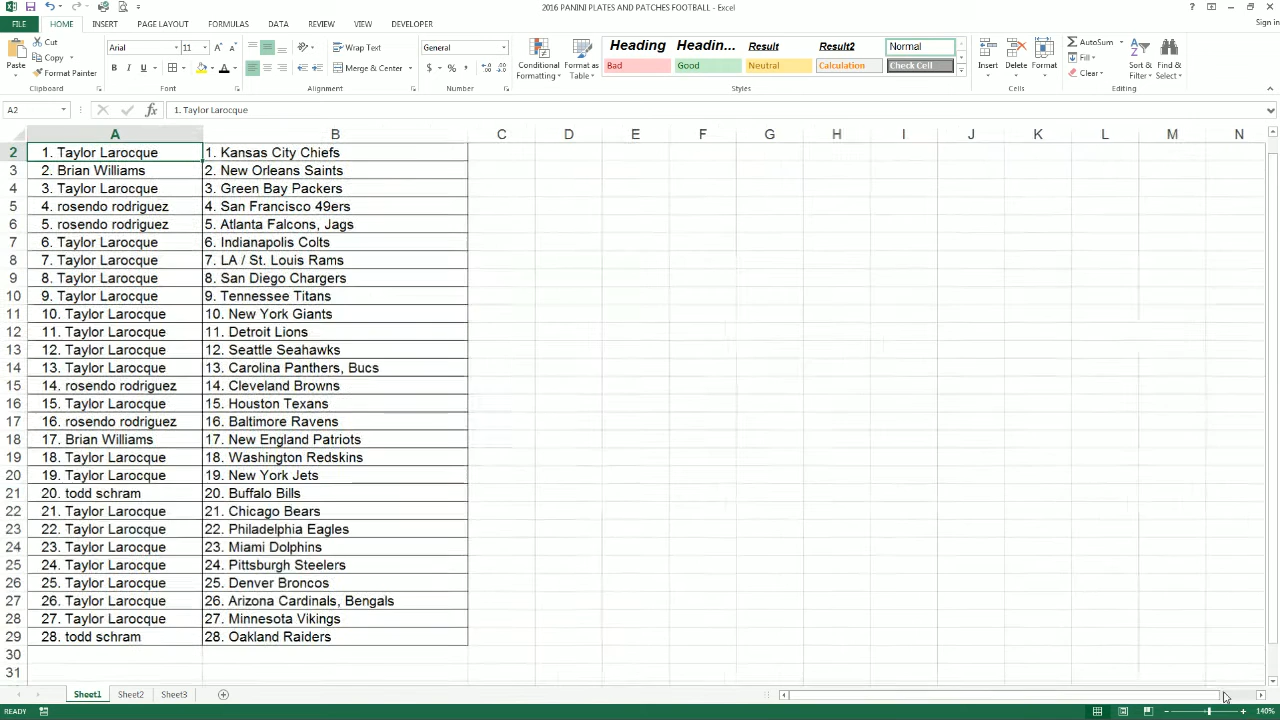 2016 PANINI PLATES AND PATCHES FOOTBALL - Excel
Sign in
FILE HOME INSERT PAGE LAYOUT FORMULAS DATA REVIEW VIEW DEVELOPER
Paste Cut Copy Format Painter Clipboard
Arial 11 B I U A Font
Wrap Text Merge & Center Alignment
General $ % , Number
Conditional Formatting Format as Table
Heading Headin... Result Result2 Normal
Bad Good Neutral Calculation Check Cell
Styles
Insert Delete Format Cells
AutoSum Fill Clear Sort & Filter Find & Select Editing
A2 fx 1. Taylor Larocque
A B C D E F G H I J K L M N
2 1. Taylor Larocque 1. Kansas City Chiefs
3 2. Brian Williams 2. New Orleans Saints
4 3. Taylor Larocque 3. Green Bay Packers
5 4. rosendo rodriguez 4. San Francisco 49ers
6 5. rosendo rodriguez 5. Atlanta Falcons, Jags
7 6. Taylor Larocque 6. Indianapolis Colts
8 7. Taylor Larocque 7. LA / St. Louis Rams
9 8. Taylor Larocque 8. San Diego Chargers
10 9. Taylor Larocque 9. Tennessee Titans
11 10. Taylor Larocque 10. New York Giants
12 11. Taylor Larocque 11. Detroit Lions
13 12. Taylor Larocque 12. Seattle Seahawks
14 13. Taylor Larocque 13. Carolina Panthers, Bucs
15 14. rosendo rodriguez 14. Cleveland Browns
16 15. Taylor Larocque 15. Houston Texans
17 16. rosendo rodriguez 16. Baltimore Ravens
18 17. Brian Williams 17. New England Patriots
19 18. Taylor Larocque 18. Washington Redskins
20 19. Taylor Larocque 19. New York Jets
21 20. todd schram 20. Buffalo Bills
22 21. Taylor Larocque 21. Chicago Bears
23 22. Taylor Larocque 22. Philadelphia Eagles
24 23. Taylor Larocque 23. Miami Dolphins
25 24. Taylor Larocque 24. Pittsburgh Steelers
26 25. Taylor Larocque 25. Denver Broncos
27 26. Taylor Larocque 26. Arizona Cardinals, Bengals
28 27. Taylor Larocque 27. Minnesota Vikings
29 28. todd schram 28. Oakland Raiders
30
31
Sheet1 Sheet2 Sheet3
READY 140%